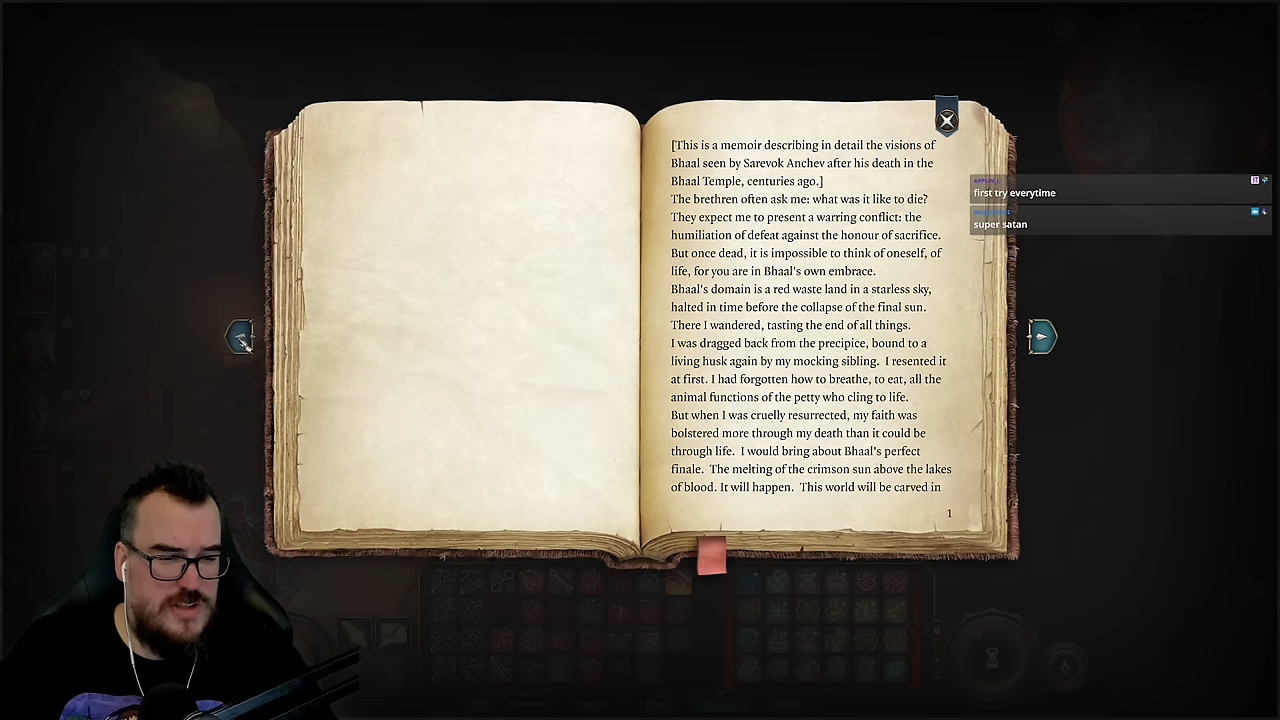 [This is a memoir describing in detail the visions of
Bhaal seen by Sarevok Anchev after his death in the
Bhaal Temple, centuries ago.]
The brethren often ask me: what was it like to die?
They expect me to present a warring conflict: the
humiliation of defeat against the honour of sacrifice.
But once dead, it is impossible to think of oneself, of
life, for you are in Bhaal's own embrace.
Bhaal's domain is a red waste land in a starless sky,
halted in time before the collapse of the final sun.
There I wandered, tasting the end of all things.
I was dragged back from the precipice, bound to a
living husk again by my mocking sibling.  I resented it
at first. I had forgotten how to breathe, to eat, all the
animal functions of the petty who cling to life.
But when I was cruelly resurrected, my faith was
bolstered more through my death than it could be
through life.  I would bring about Bhaal's perfect
finale.  The melting of the crimson sun above the lakes
of blood. It will happen.  This world will be carved in
1
first try everytime
super satan